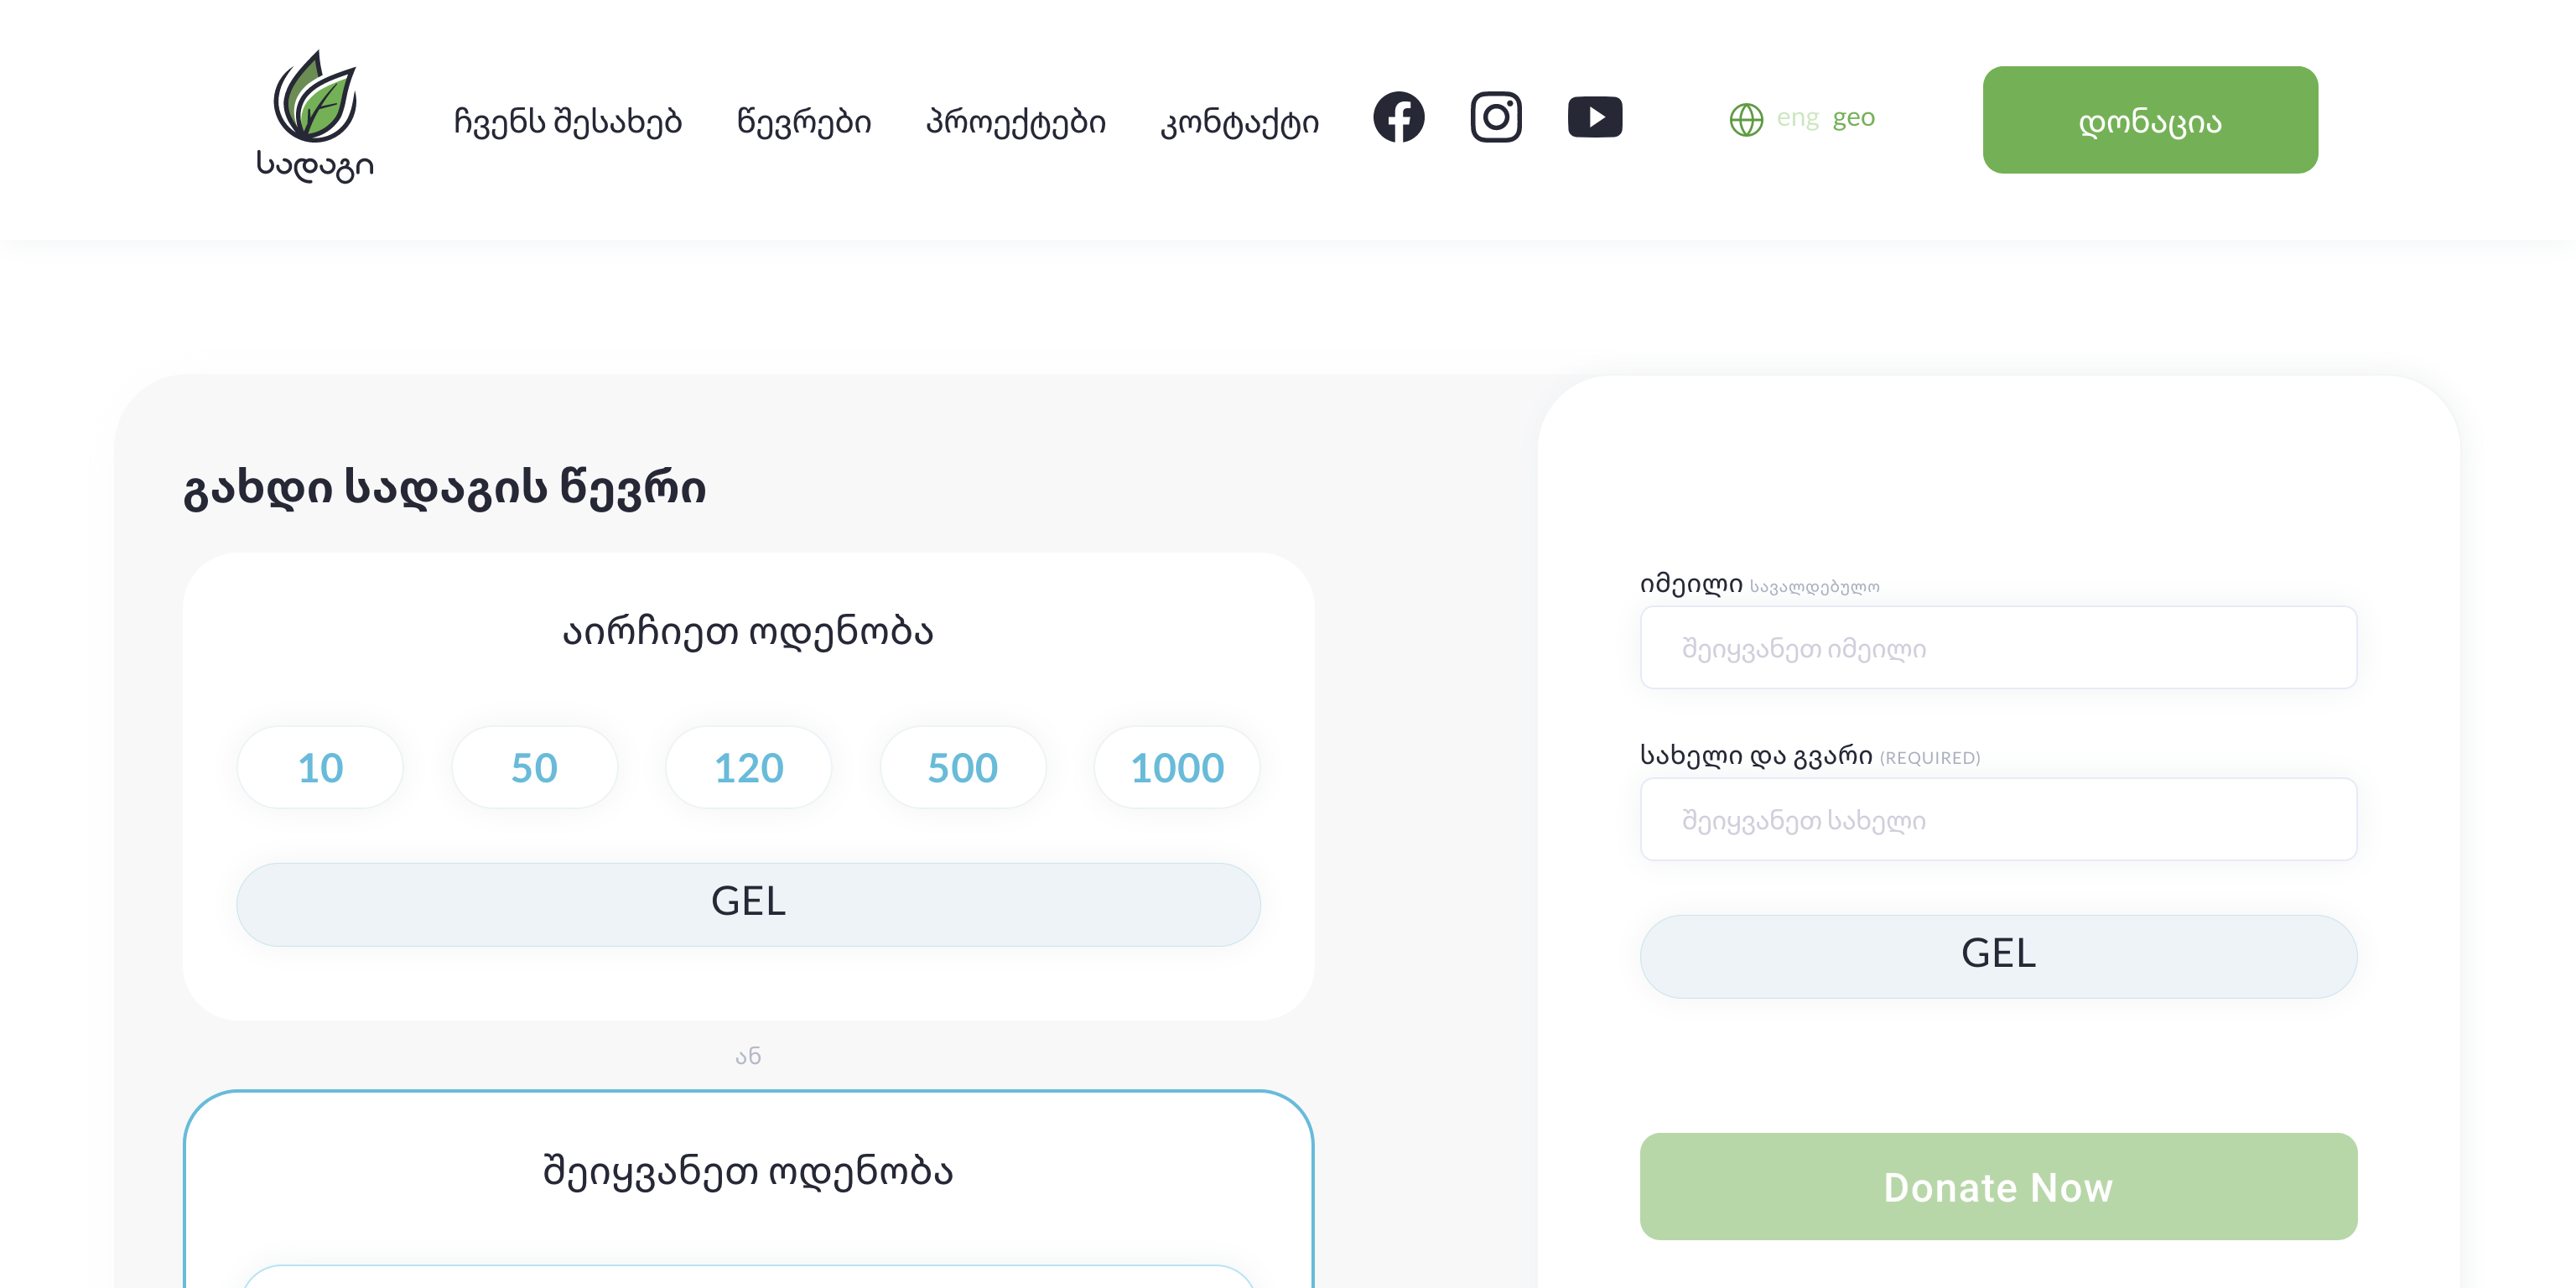 სადაგი
ჩვენს შესახებ
წევრები
პროექტები
კონტაქტი
eng geo
დონაცია
გახდი სადაგის წევრი
აირჩიეთ ოდენობა
10 50 120 500 1000
GEL
ან
შეიყვანეთ ოდენობა
იმეილი სავალდებულო
შეიყვანეთ იმეილი
სახელი და გვარი (REQUIRED)
შეიყვანეთ სახელი
GEL
Donate Now